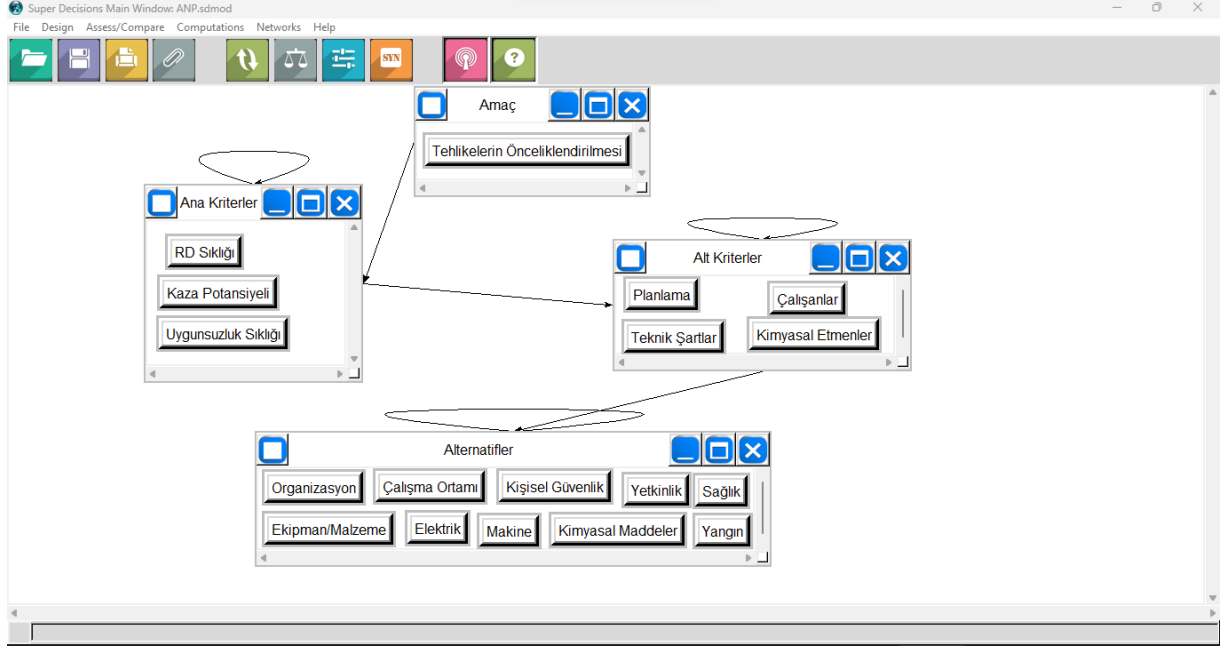 Super Decisions Main Window: ANP.sdmod
File Design Assess/Compare Computations Networks Help
SYN
?
Amaç
Tehlikelerin Önceliklendirilmesi
Ana Kriterler
RD Sıklığı
Kaza Potansiyeli
Uygunsuzluk Sıklığı
Alt Kriterler
Planlama
Çalışanlar
Teknik Şartlar
Kimyasal Etmenler
Alternatifler
Organizasyon
Çalışma Ortamı
Kişisel Güvenlik
Yetkinlik
Sağlık
Ekipman/Malzeme
Elektrik
Makine
Kimyasal Maddeler
Yangın